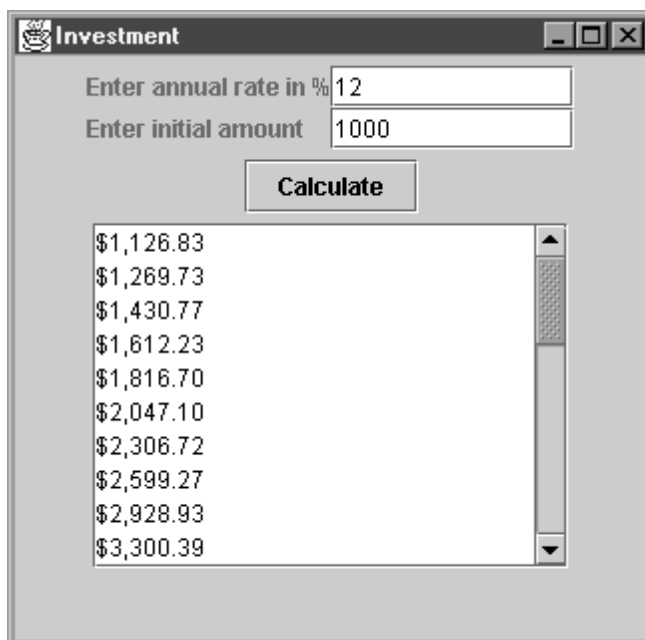 Investment
Enter annual rate in % 12
Enter initial amount 1000
Calculate
$1,126.83
$1,269.73
$1,430.77
$1,612.23
$1,816.70
$2,047.10
$2,306.72
$2,599.27
$2,928.93
$3,300.39